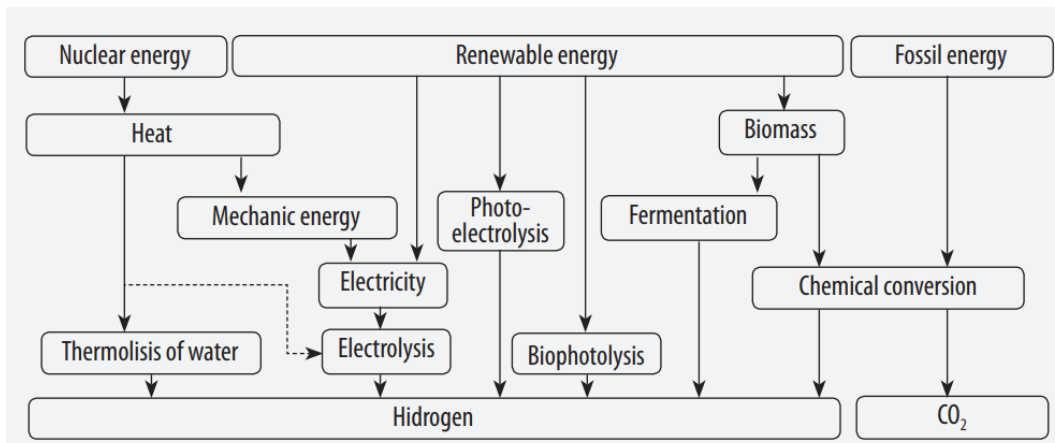 Nuclear energy
Renewable energy
Fossil energy
Heat
Biomass
Mechanic energy
Photo-
electrolysis
Fermentation
Electricity
Chemical conversion
Thermolisis of water
Electrolysis
Biophotolysis
Hidrogen
CO₂